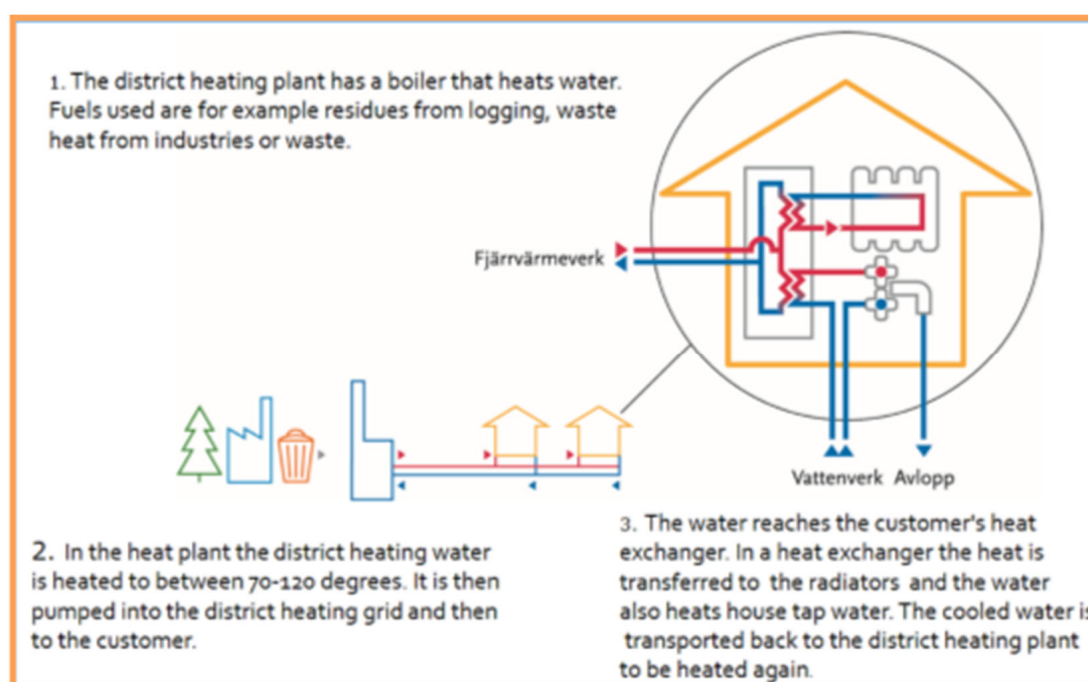 1. The district heating plant has a boiler that heats water.
Fuels used are for example residues from logging, waste
heat from industries or waste.
Fjärrvärmeverk
Vattenverk Avlopp
2. In the heat plant the district heating water
is heated to between 70-120 degrees. It is then
pumped into the district heating grid and then
to the customer.
3. The water reaches the customer's heat
exchanger. In a heat exchanger the heat is
transferred to the radiators and the water
also heats house tap water. The cooled water is
transported back to the district heating plant
to be heated again.